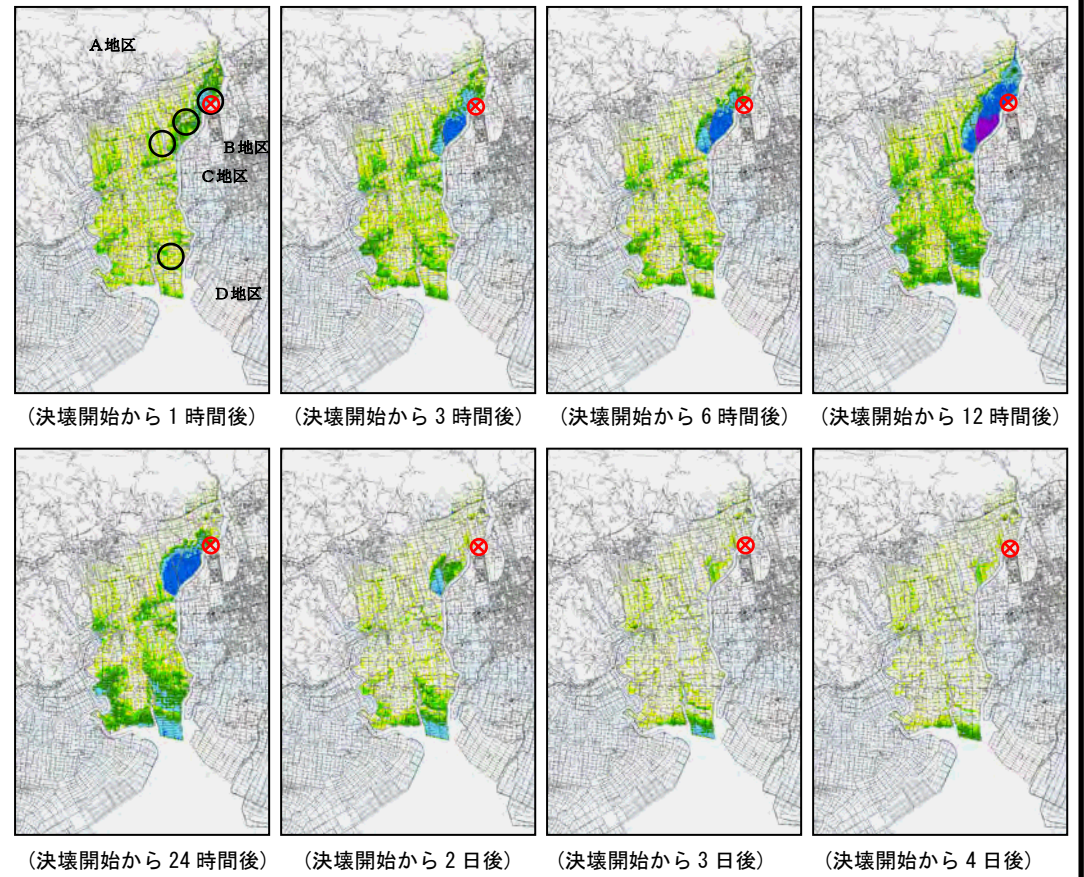 A地区
B地区
C地区
D地区
(決壊開始から 1 時間後)
(決壊開始から 3 時間後)
(決壊開始から 6 時間後)
(決壊開始から 12 時間後)
(決壊開始から 24 時間後)
(決壊開始から 2 日後)
(決壊開始から 3 日後)
(決壊開始から 4 日後)